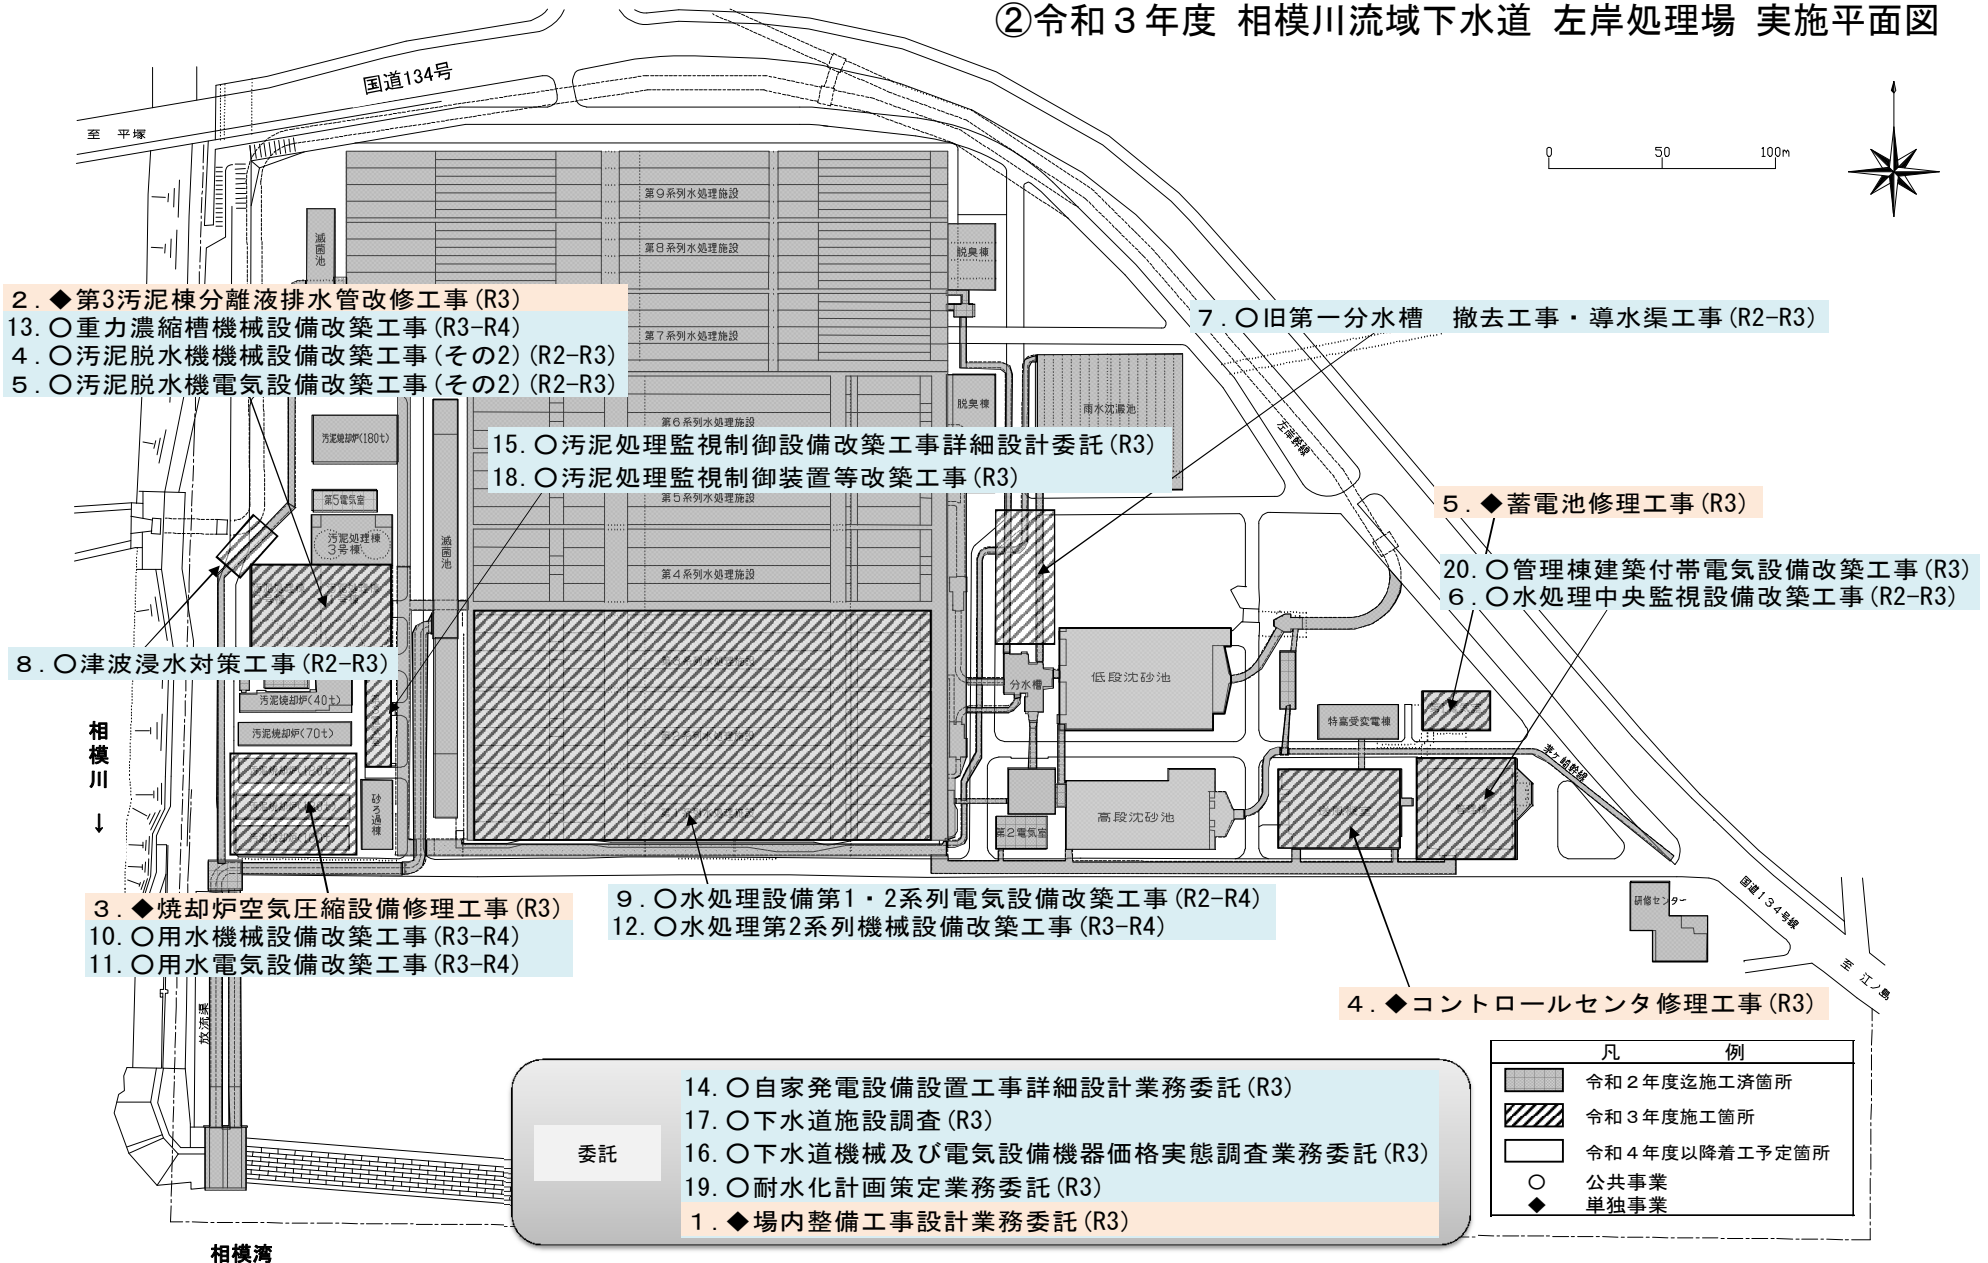 ②令和３年度 相模川流域下水道 左岸処理場 実施平面図
国道134号
至 平塚
0 50 100m
第９系列水処理施設
滅菌池
第８系列水処理施設
脱臭棟
2.◆第3汚泥棟分離液排水管改修工事(R3)
13.○重力濃縮槽機械設備改築工事(R3-R4)
4.○汚泥脱水機機械設備改築工事(その2)(R2-R3)
5.○汚泥脱水機電気設備改築工事(その2)(R2-R3)
第７系列水処理施設
7.○旧第一分水槽　撤去工事・導水渠工事(R2-R3)
脱臭棟
雨水沈澱池
左岸幹線
汚泥焼却炉(180t)
第６系列水処理施設
15.○汚泥処理監視制御設備改築工事詳細設計委託(R3)
18.○汚泥処理監視制御装置等改築工事(R3)
第５系列水処理施設
第5電気室
汚泥処理棟
3号棟
滅菌池
第４系列水処理施設
5.◆蓄電池修理工事(R3)
20.○管理棟建築付帯電気設備改築工事(R3)
6.○水処理中央監視設備改築工事(R2-R3)
8.○津波浸水対策工事(R2-R3)
汚泥焼却炉(40t)
汚泥焼却炉(70t)
第３系列水処理施設
第２系列水処理施設
第１系列水処理施設
分水槽
低段沈砂池
特高受変電棟
茅ヶ崎幹線
相模川
↓
砂ろ過棟
第２電気室
高段沈砂池
管理棟
3.◆焼却炉空気圧縮設備修理工事(R3)
10.○用水機械設備改築工事(R3-R4)
11.○用水電気設備改築工事(R3-R4)
9.○水処理設備第1・2系列電気設備改築工事(R2-R4)
12.○水処理第2系列機械設備改築工事(R3-R4)
研修センター
国道134号線
至 江ノ島
4.◆コントロールセンタ修理工事(R3)
放流渠
委託
14.○自家発電設備設置工事詳細設計業務委託(R3)
17.○下水道施設調査(R3)
16.○下水道機械及び電気設備機器価格実態調査業務委託(R3)
19.○耐水化計画策定業務委託(R3)
1.◆場内整備工事設計業務委託(R3)
凡　例
令和２年度迄施工済箇所
令和３年度施工箇所
令和４年度以降着工予定箇所
○ 公共事業
◆ 単独事業
相模湾